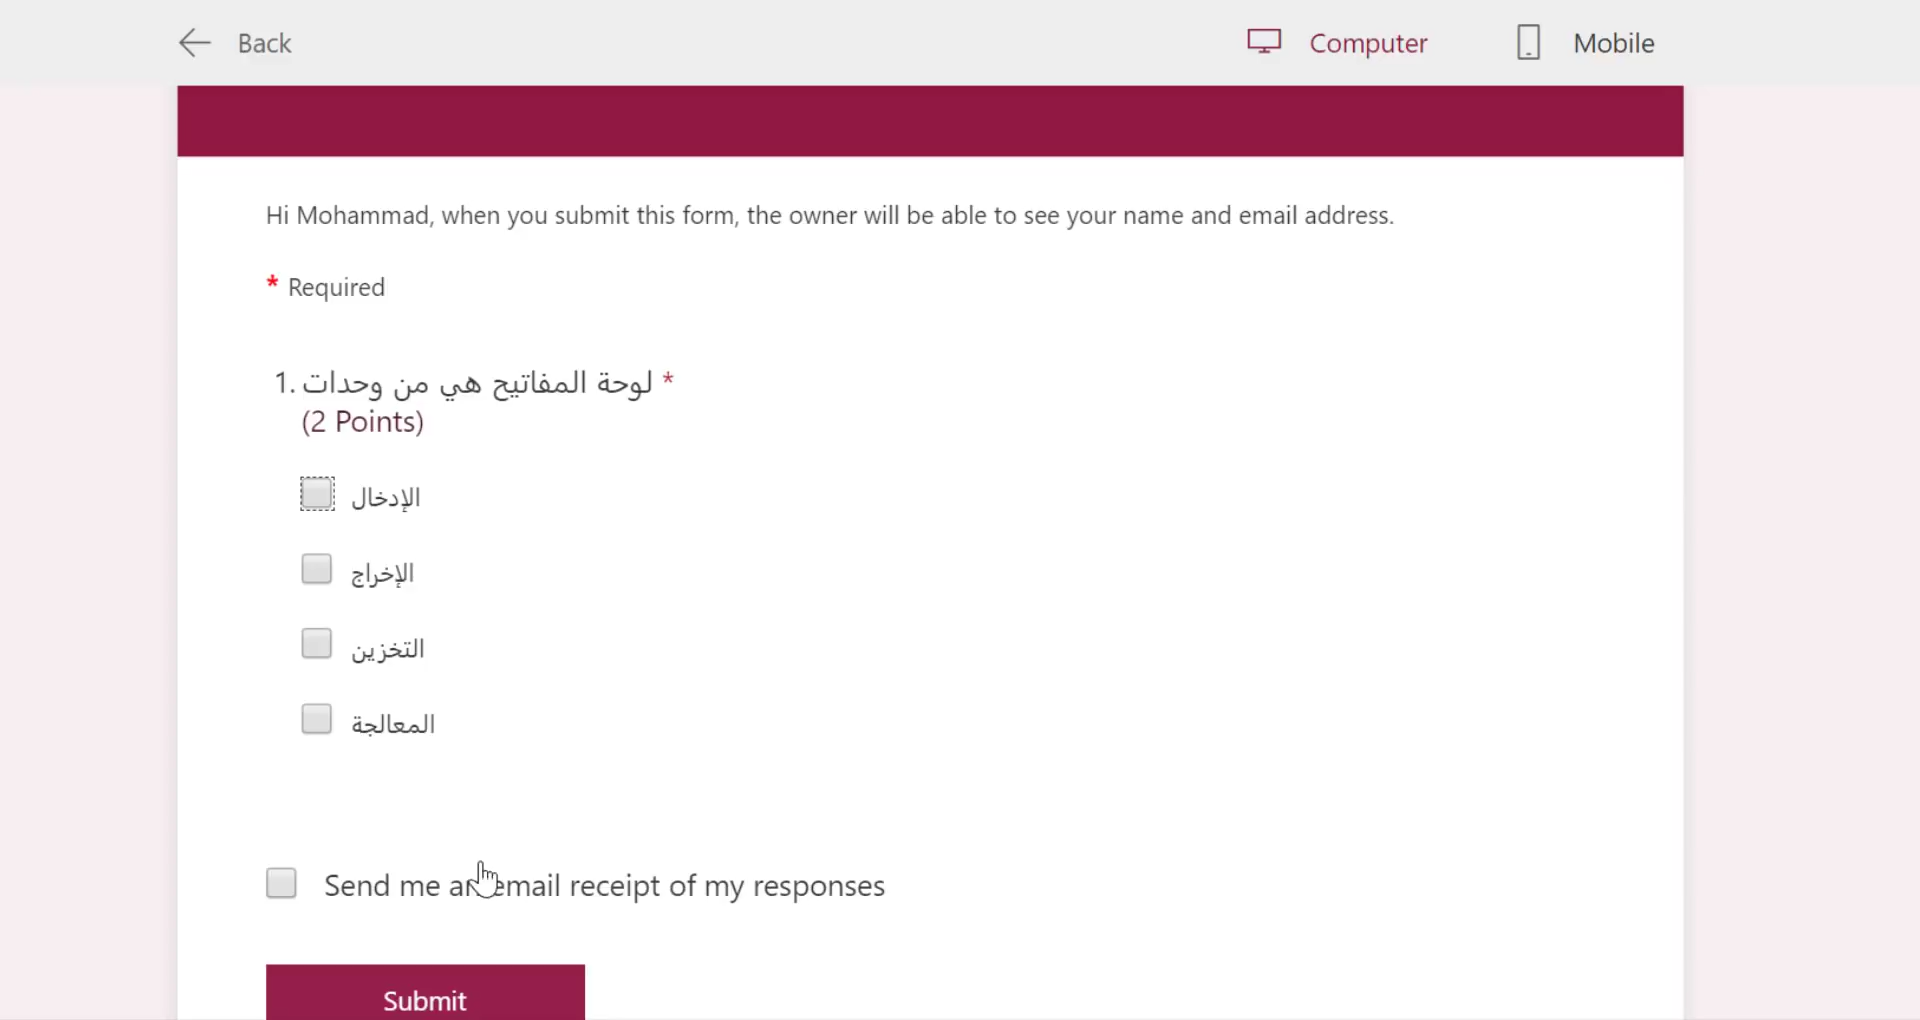 Back
Computer
Mobile
Hi Mohammad, when you submit this form, the owner will be able to see your name and email address.
* Required
1. لوحة المفاتيح هي من وحدات *
(2 Points)
الإدخال
الإخراج
التخزين
المعالجة
Send me an email receipt of my responses
Submit